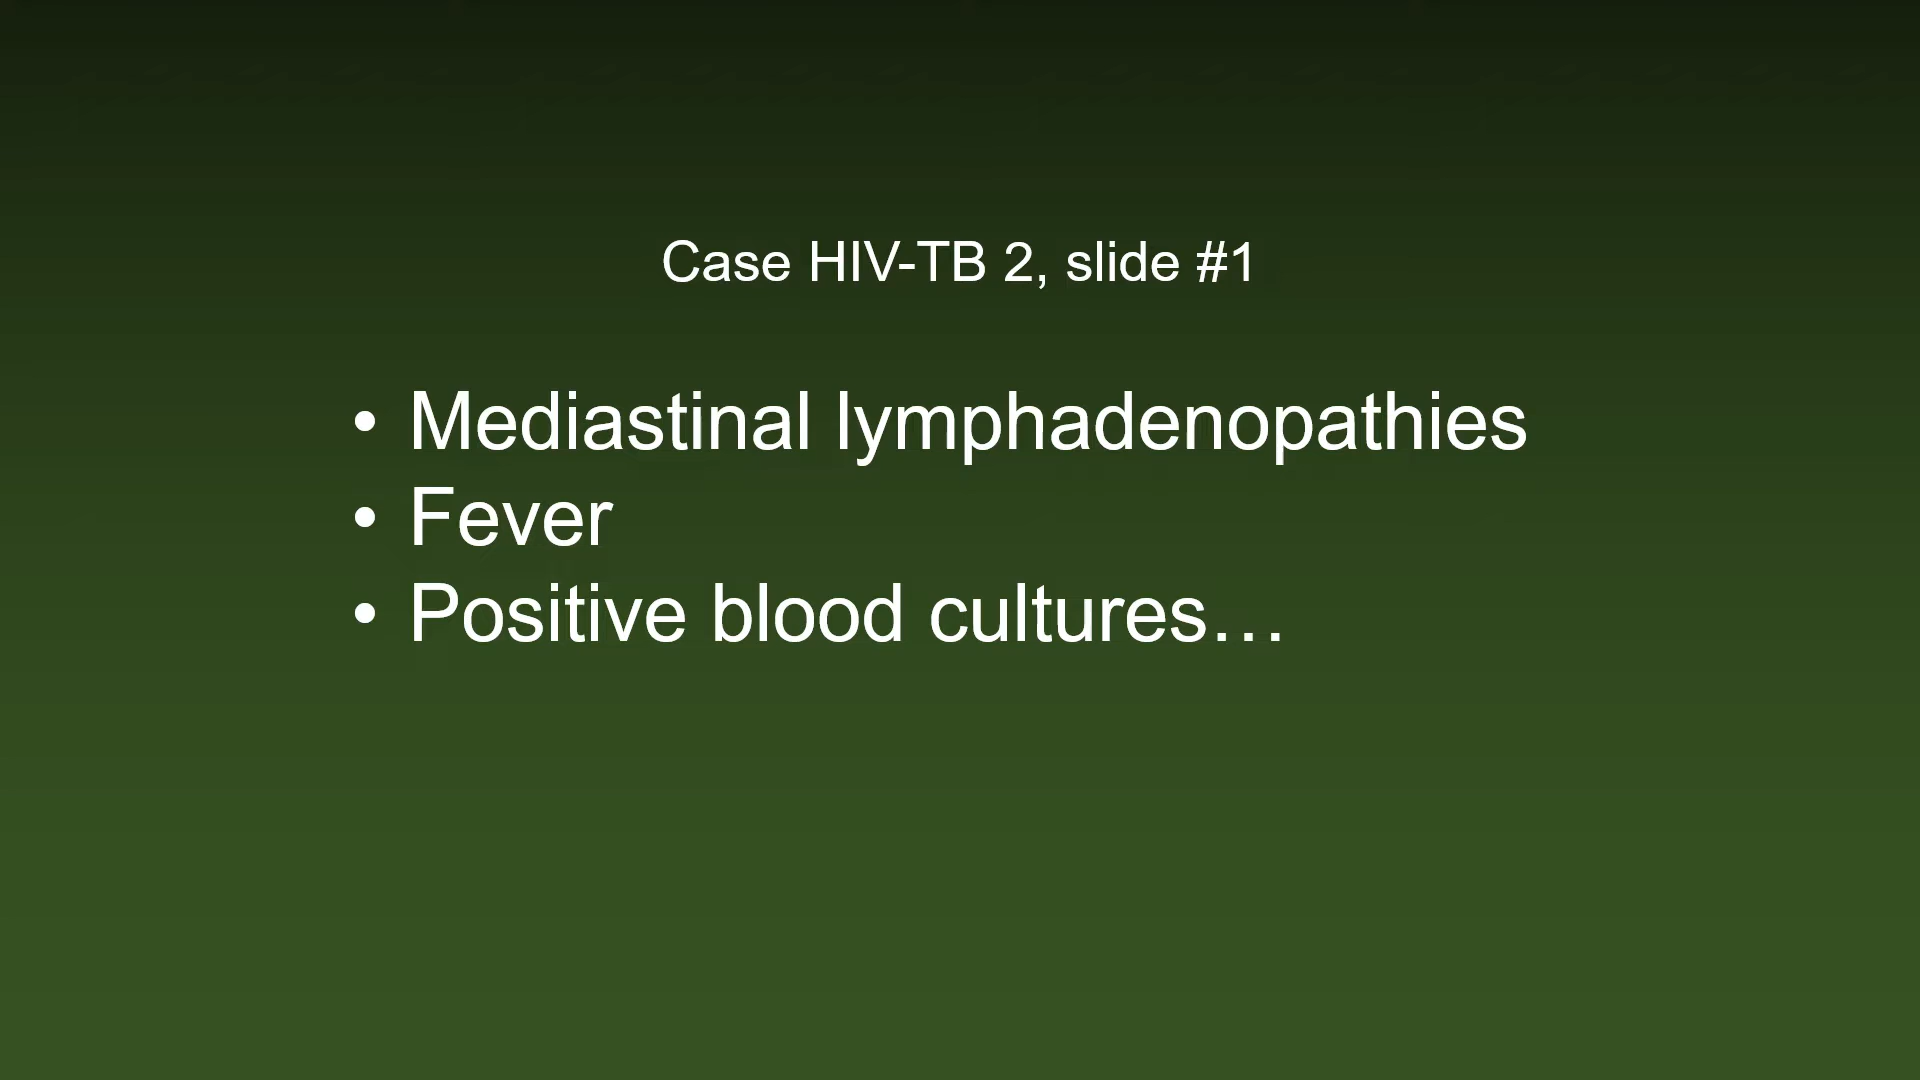 Case HIV-TB 2, slide #1
• Mediastinal lymphadenopathies
• Fever
• Positive blood cultures…